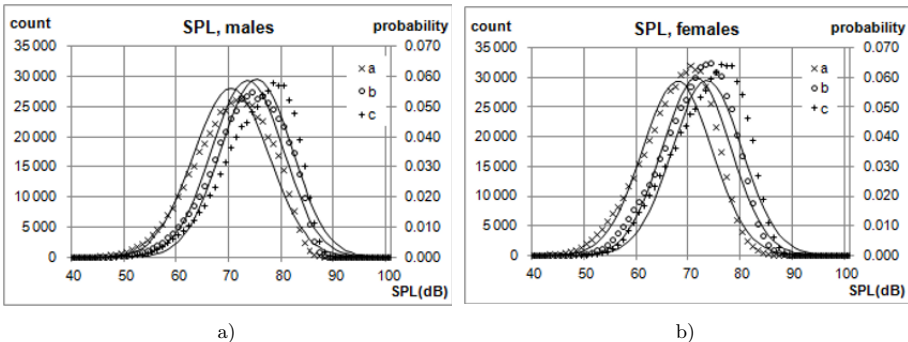 count SPL, males probability
35 000 0.070
30 000 × a 0.060
25 000 ○ b 0.050
20 000 + c 0.040
15 000 0.030
10 000 0.020
5 000 0.010
0 0.000
40 50 60 70 80 90 100
SPL(dB)
a)
count SPL, females probability
35 000 0.070
30 000 × a 0.060
25 000 ○ b 0.050
20 000 + c 0.040
15 000 0.030
10 000 0.020
5 000 0.010
0 0.000
40 50 60 70 80 90 100
SPL(dB)
b)